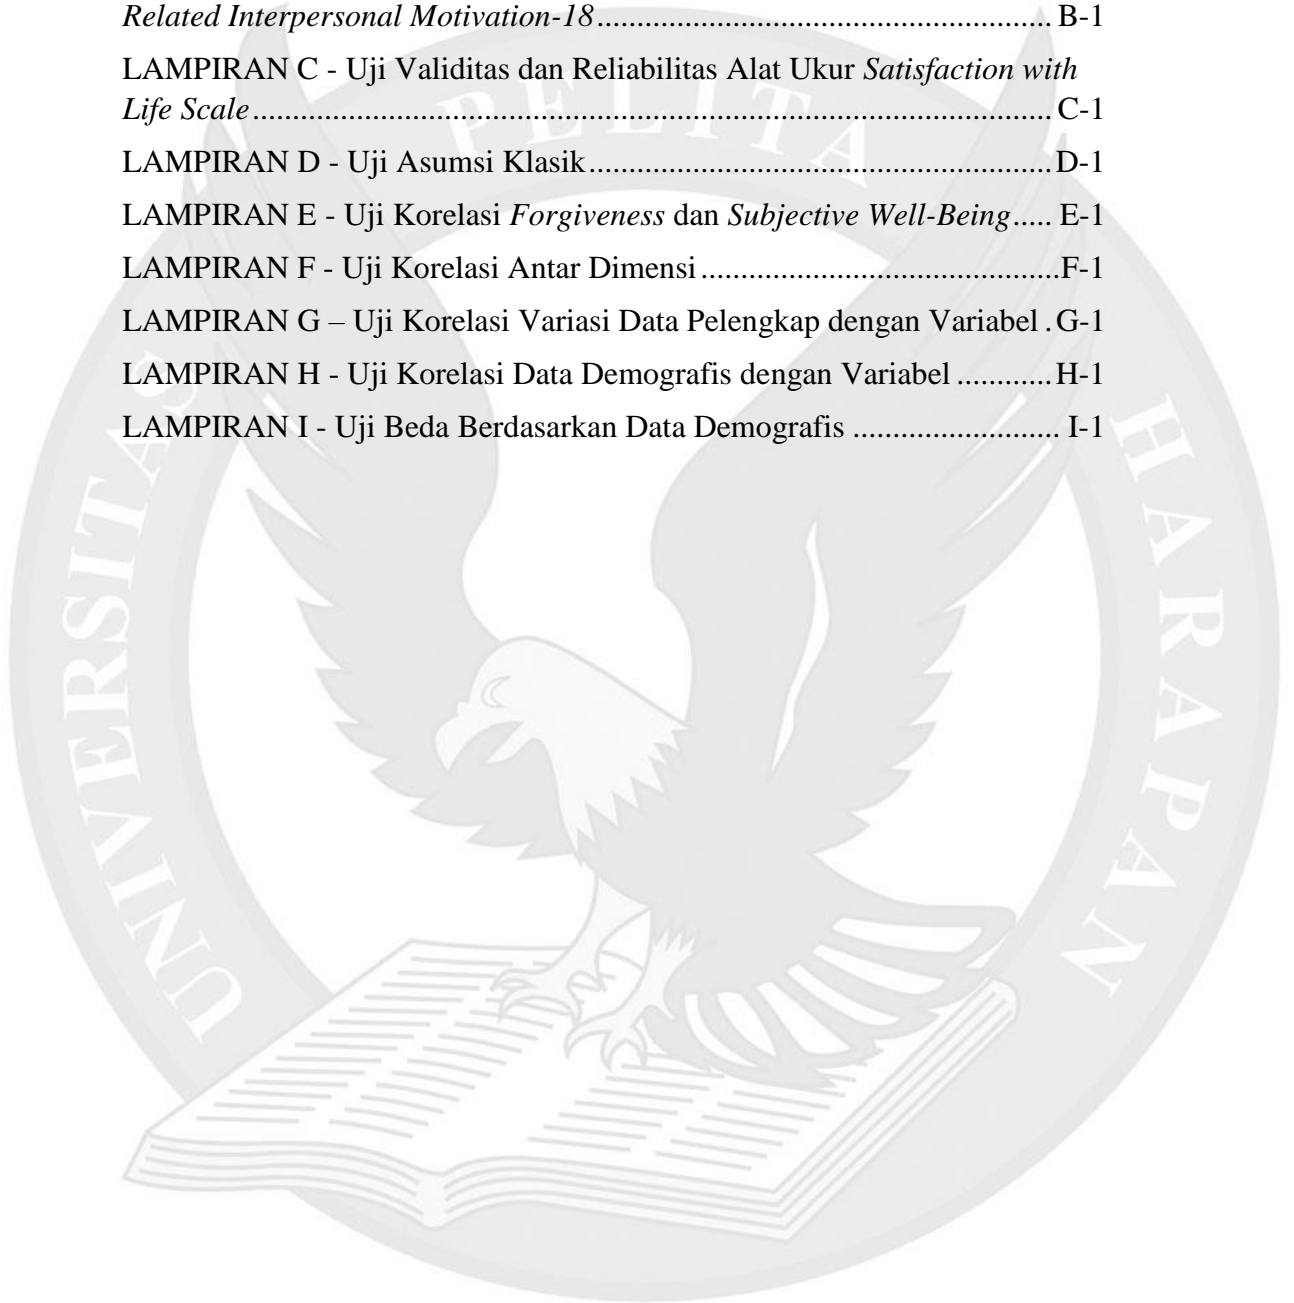 Related Interpersonal Motivation-18.................................................... B-1
LAMPIRAN C - Uji Validitas dan Reliabilitas Alat Ukur Satisfaction with
Life Scale........................................................................................... C-1
LAMPIRAN D - Uji Asumsi Klasik.....................................................D-1
LAMPIRAN E - Uji Korelasi Forgiveness dan Subjective Well-Being..... E-1
LAMPIRAN F - Uji Korelasi Antar Dimensi.........................................F-1
LAMPIRAN G – Uji Korelasi Variasi Data Pelengkap dengan Variabel .G-1
LAMPIRAN H - Uji Korelasi Data Demografis dengan Variabel ............H-1
LAMPIRAN I - Uji Beda Berdasarkan Data Demografis .......................... I-1
UNIVERSITAS PELITA HARAPAN